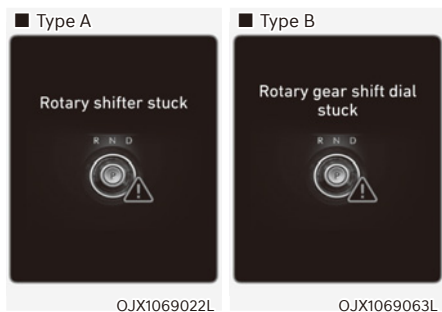 ■ Type A
Rotary shifter stuck
R N D
P
OJX1069022L
■ Type B
Rotary gear shift dial
stuck
R N D
P
OJX1069063L